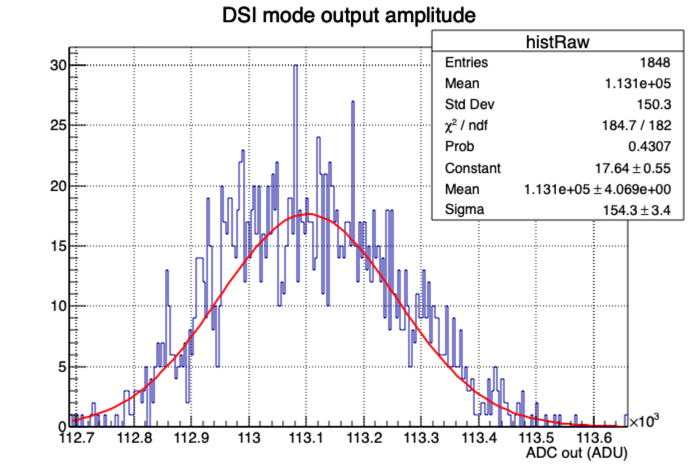 DSI mode output amplitude
histRaw
Entries 1848
Mean 1.131e+05
Std Dev 150.3
χ² / ndf 184.7 / 182
Prob 0.4307
Constant 17.64 ± 0.55
Mean 1.131e+05 ± 4.069e+00
Sigma 154.3 ± 3.4
30
25
20
15
10
5
0
112.7 112.8 112.9 113 113.1 113.2 113.3 113.4 113.5 113.6
×10³
ADC out (ADU)